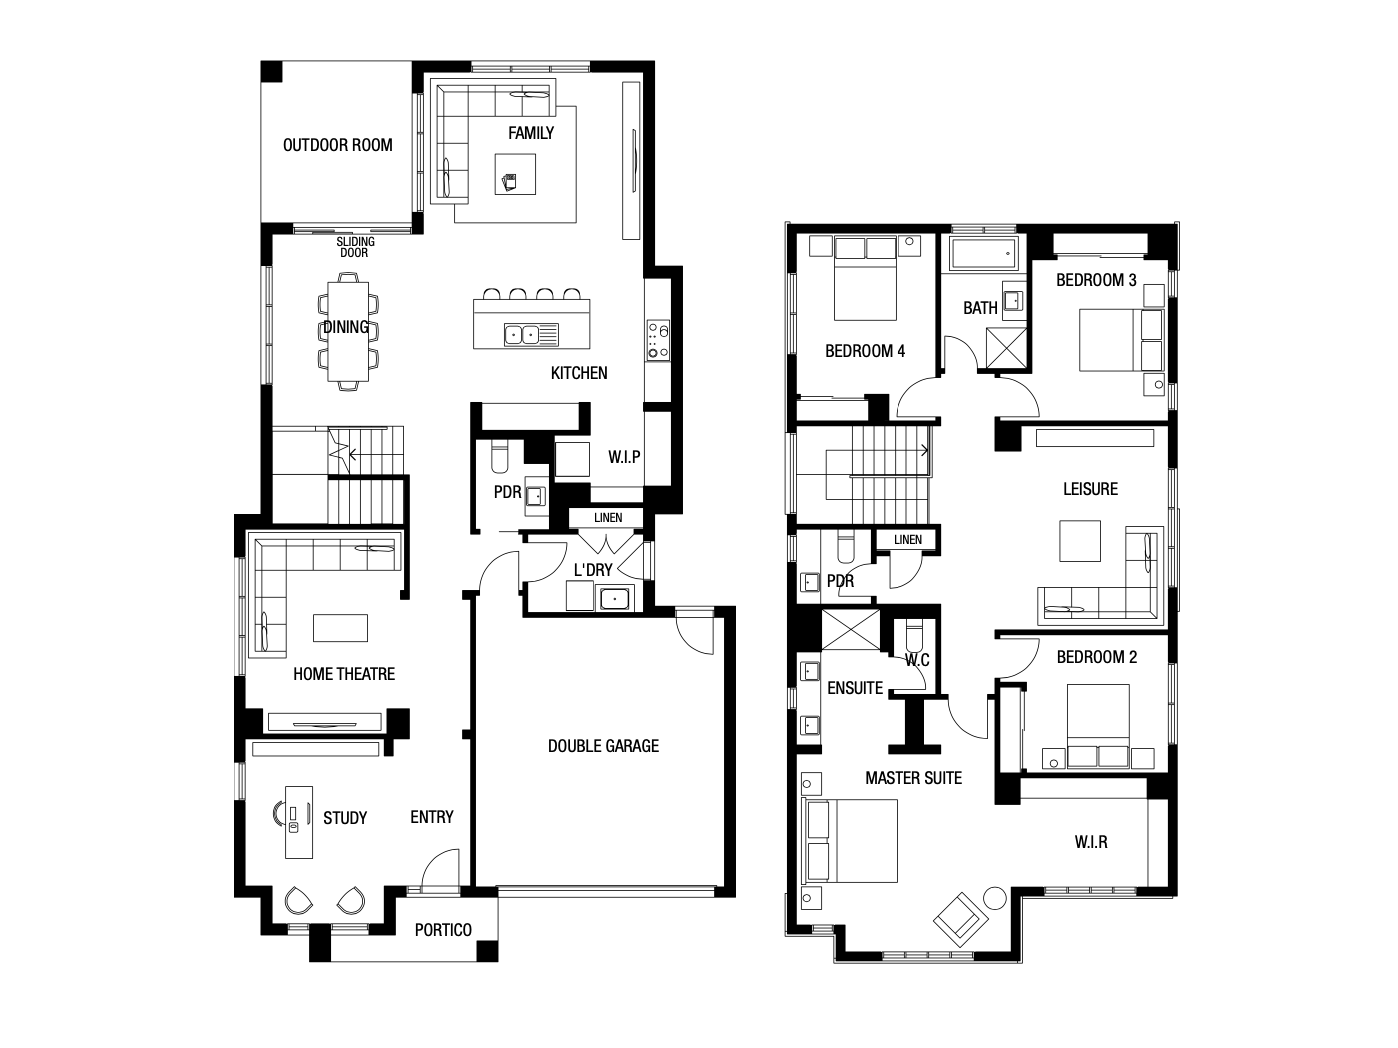 OUTDOOR ROOM
FAMILY
SLIDING
DOOR
DINING
KITCHEN
W.I.P
PDR
LINEN
L'DRY
HOME THEATRE
DOUBLE GARAGE
STUDY
ENTRY
PORTICO
BEDROOM 3
BATH
BEDROOM 4
LEISURE
LINEN
PDR
W.C
BEDROOM 2
ENSUITE
MASTER SUITE
W.I.R